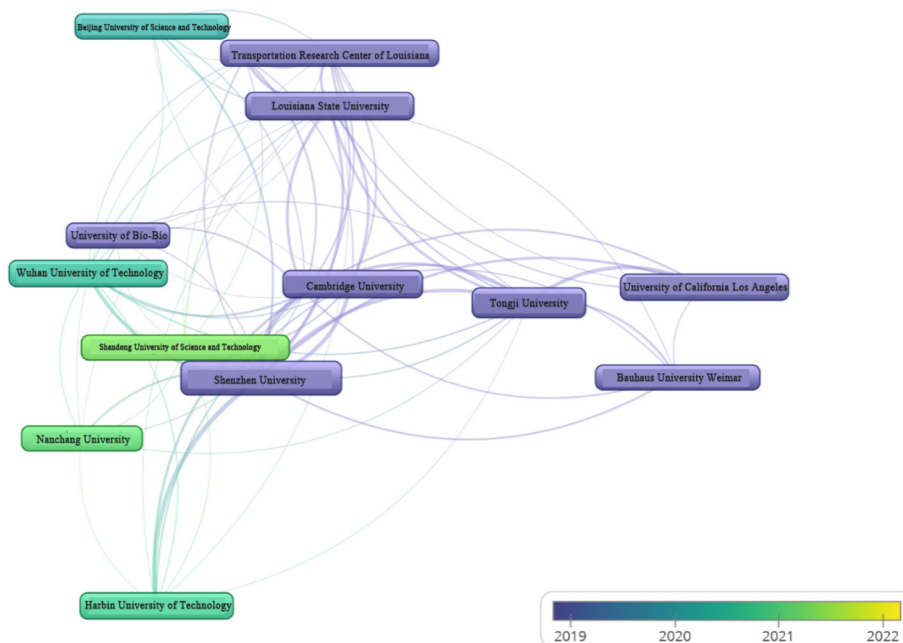 Beijing University of Science and Technology
Transportation Research Center of Louisiana
Louisiana State University
University of Bío-Bío
Wuhan University of Technology
Cambridge University
University of California Los Angeles
Tongji University
Shandong University of Science and Technology
Shenzhen University
Bauhaus University Weimar
Nanchang University
Harbin University of Technology
2019 2020 2021 2022